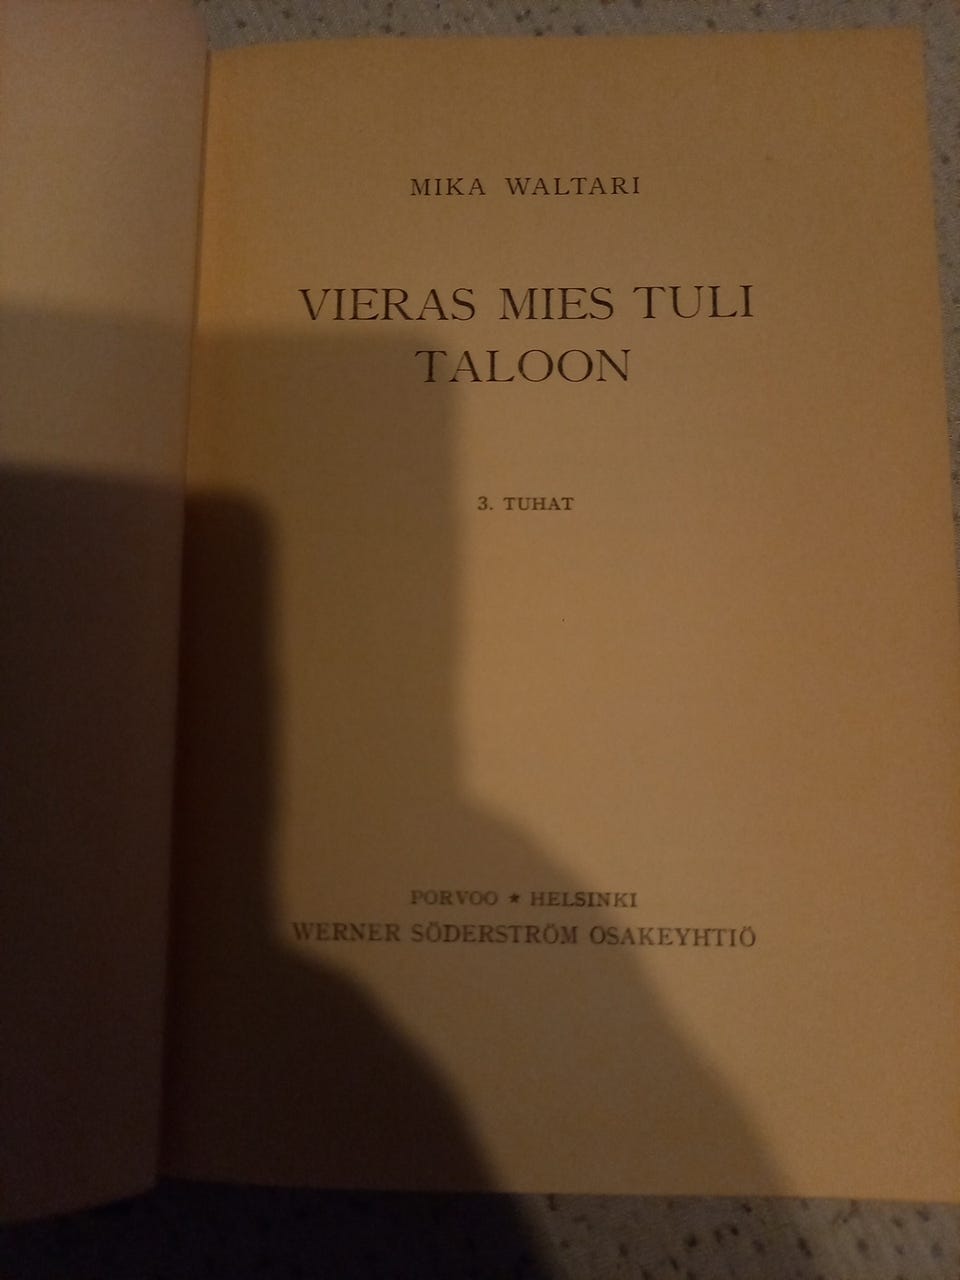 MIKA WALTARI
VIERAS MIES TULI
TALOON
3. TUHAT
PORVOO ★ HELSINKI
WERNER SÖDERSTRÖM OSAKEYHTIÖ